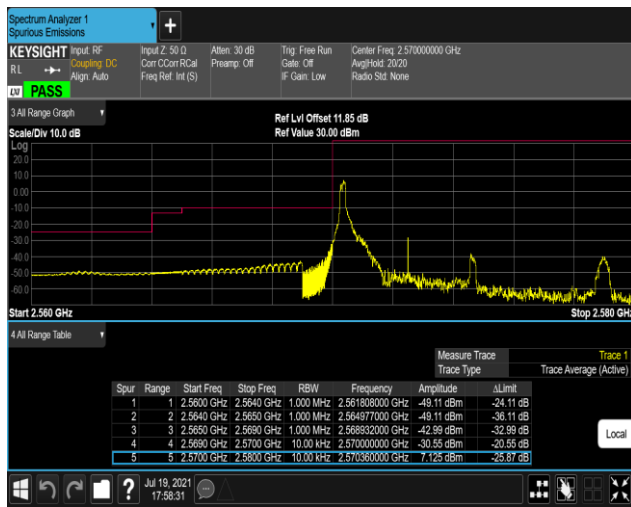 Spectrum Analyzer 1
Spurious Emissions
KEYSIGHT Input: RF Input Z: 50 Ω Atten: 30 dB Trig: Free Run Center Freq: 2.570000000 GHz
RL Coupling: DC Corr CCorr RCal Preamp: Off Gate: Off Avg|Hold: 20/20
Align: Auto Freq Ref: Int (S) IF Gain: Low Radio Std: None
LXI PASS
3 All Range Graph
Ref Lvl Offset 11.85 dB
Scale/Div 10.0 dB Ref Value 30.00 dBm
Log
20.0
10.0
0.00
-10.0
-20.0
-30.0
-40.0
-50.0
-60.0
Start 2.560 GHz Stop 2.580 GHz
4 All Range Table
Measure Trace Trace 1
Trace Type Trace Average (Active)
Spur Range Start Freq Stop Freq RBW Frequency Amplitude ΔLimit
1 1 2.5600 GHz 2.5640 GHz 1.000 MHz 2.561808000 GHz -49.11 dBm -24.11 dB
2 2 2.5640 GHz 2.5650 GHz 1.000 MHz 2.564977000 GHz -49.11 dBm -36.11 dB
3 3 2.5650 GHz 2.5690 GHz 1.000 MHz 2.568932000 GHz -42.99 dBm -32.99 dB
4 4 2.5690 GHz 2.5700 GHz 10.00 kHz 2.570000000 GHz -30.55 dBm -20.55 dB
5 5 2.5700 GHz 2.5800 GHz 10.00 kHz 2.570360000 GHz 7.125 dBm -25.87 dB
Local
Jul 19, 2021
17:58:31